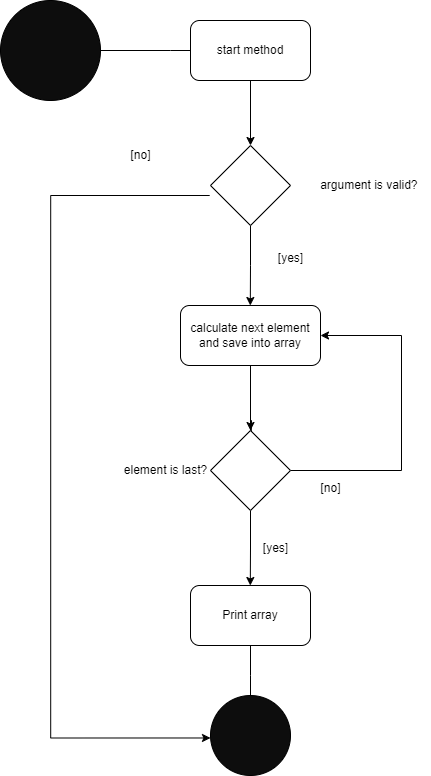 start method
[no]
argument is valid?
[yes]
calculate next element
and save into array
element is last?
[no]
[yes]
Print array